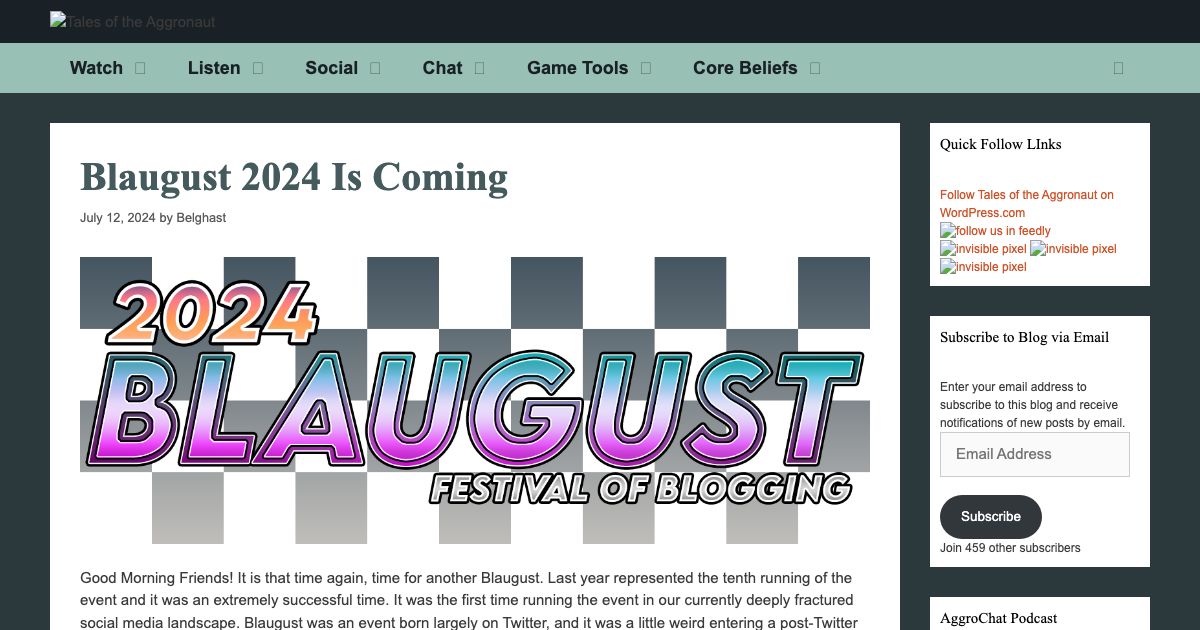 Tales of the Aggronaut
Watch
Listen
Social
Chat
Game Tools
Core Beliefs
Blaugust 2024 Is Coming
July 12, 2024 by Belghast
2024
BLAUGUST
FESTIVAL OF BLOGGING
Good Morning Friends! It is that time again, time for another Blaugust. Last year represented the tenth running of the
event and it was an extremely successful time. It was the first time running the event in our currently deeply fractured
social media landscape. Blaugust was an event born largely on Twitter, and it was a little weird entering a post-Twitter
Quick Follow LInks
Follow Tales of the Aggronaut on
WordPress.com
follow us in feedly
invisible pixel invisible pixel
invisible pixel
Subscribe to Blog via Email
Enter your email address to
subscribe to this blog and receive
notifications of new posts by email.
Email Address
Subscribe
Join 459 other subscribers
AggroChat Podcast